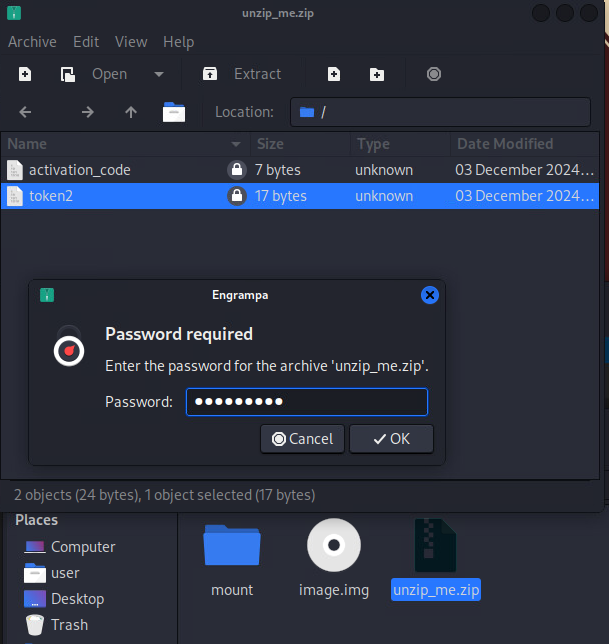 unzip_me.zip
Archive Edit View Help
Open Extract
Location: /
Name Size Type Date Modified
activation_code 7 bytes unknown 03 December 2024...
token2 17 bytes unknown 03 December 2024...
Engrampa
Password required
Enter the password for the archive 'unzip_me.zip'.
Password: ●●●●●●●●●
Cancel OK
2 objects (24 bytes), 1 object selected (17 bytes)
Places
Computer
user
Desktop
Trash
mount image.img unzip_me.zip